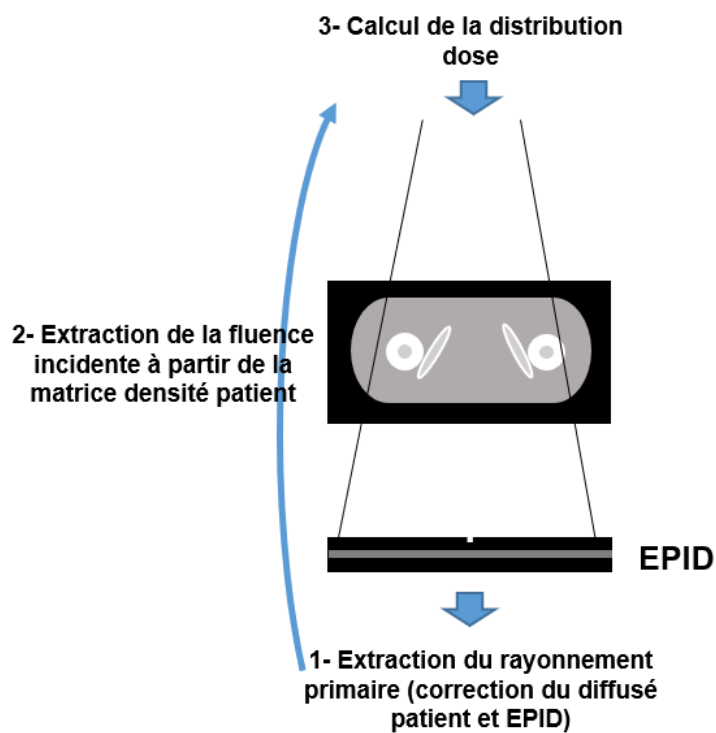 3- Calcul de la distribution
dose
2- Extraction de la fluence
incidente à partir de la
matrice densité patient
EPID
1- Extraction du rayonnement
primaire (correction du diffusé
patient et EPID)